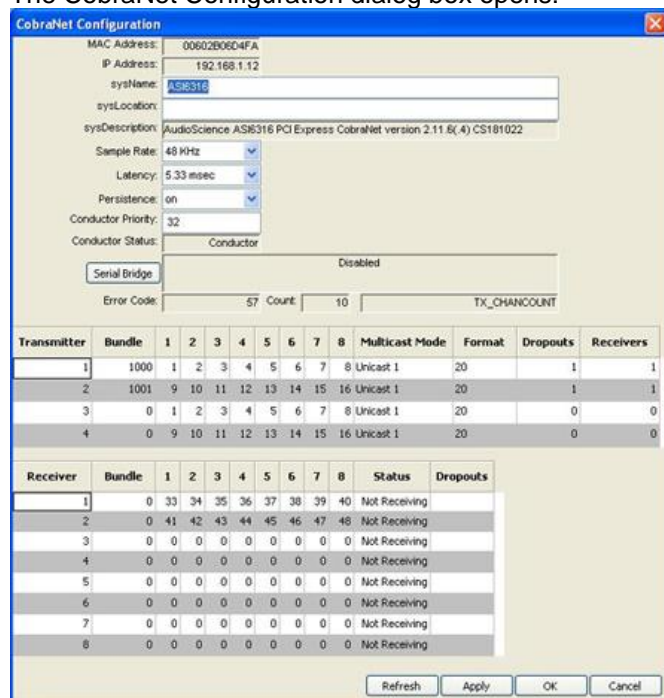 The CobraNet Configuration dialog box opens:
CobraNet Configuration
MAC Address: 00602B06D4FA
IP Address: 192.168.1.12
sysName: ASI6316
sysLocation:
sysDescription: AudioScience ASI6316 PCI Express CobraNet version 2.11.6(.4) CS181022
Sample Rate: 48 KHz
Latency: 5.33 msec
Persistence: on
Conductor Priority: 32
Conductor Status: Conductor
Serial Bridge Disabled
Error Code: 57 Count: 10 TX_CHANCOUNT
Transmitter Bundle 1 2 3 4 5 6 7 8 Multicast Mode Format Dropouts Receivers
1 1000 1 2 3 4 5 6 7 8 Unicast 1 20 1 1
2 1001 9 10 11 12 13 14 15 16 Unicast 1 20 1 1
3 0 1 2 3 4 5 6 7 8 Unicast 1 20 0 0
4 0 9 10 11 12 13 14 15 16 Unicast 1 20 0 0
Receiver Bundle 1 2 3 4 5 6 7 8 Status Dropouts
1 0 33 34 35 36 37 38 39 40 Not Receiving
2 0 41 42 43 44 45 46 47 48 Not Receiving
3 0 0 0 0 0 0 0 0 0 Not Receiving
4 0 0 0 0 0 0 0 0 0 Not Receiving
5 0 0 0 0 0 0 0 0 0 Not Receiving
6 0 0 0 0 0 0 0 0 0 Not Receiving
7 0 0 0 0 0 0 0 0 0 Not Receiving
8 0 0 0 0 0 0 0 0 0 Not Receiving
Refresh Apply OK Cancel